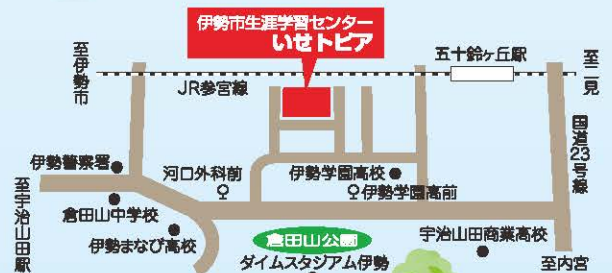 伊勢市生涯学習センター
いせトピア
至伊勢市
五十鈴ヶ丘駅
至二見
JR参宮線
国道23号線
伊勢警察署
河口外科前
伊勢学園高校
伊勢学園高前
至宇治山田駅
倉田山中学校
伊勢まなび高校
倉田山公園
宇治山田商業高校
ダイムスタジアム伊勢
至内宮